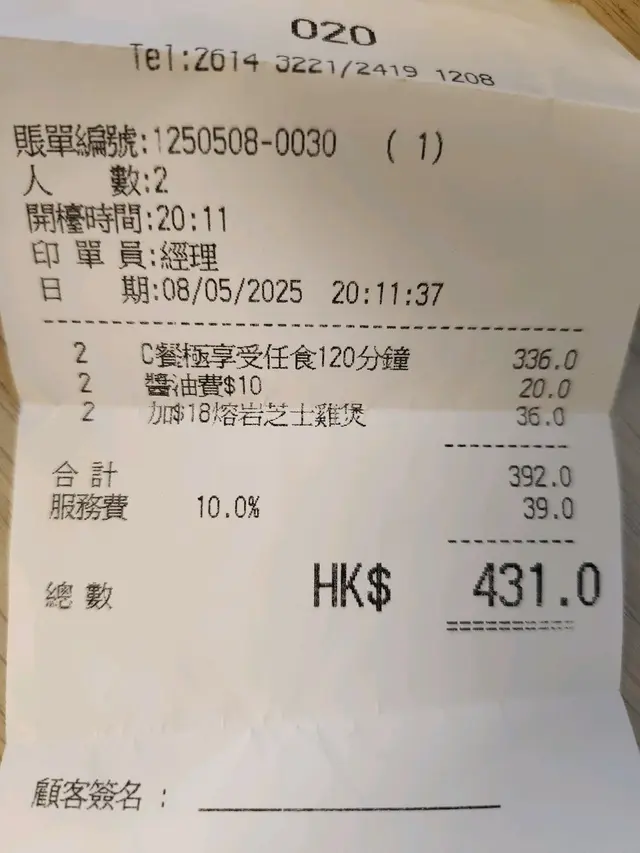 020
Tel:2614 3221/2419 1208
賬單編號:1250508-0030 ( 1)
人 數:2
開檯時間:20:11
印 單 員:經理
日 期:08/05/2025 20:11:37
2 C餐極享受任食120分鐘 336.0
2 醬油費$10 20.0
2 加$18熔岩芝士雞煲 36.0
合 計 392.0
服務費 10.0% 39.0
總 數 HK$ 431.0
顧客簽名 :